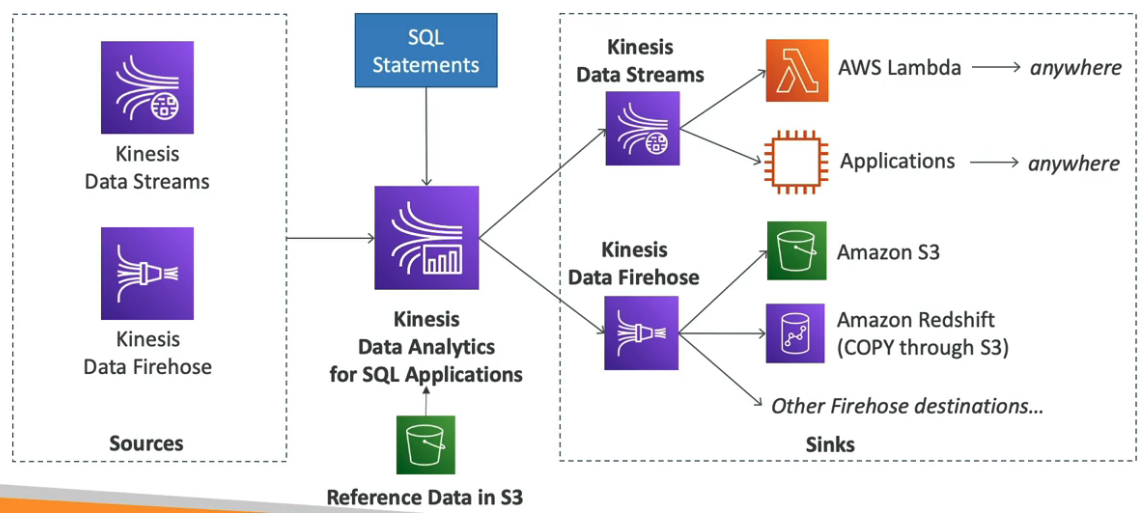 Kinesis
Data Streams
Kinesis
Data Firehose
Sources
SQL
Statements
Kinesis
Data Analytics
for SQL Applications
Reference Data in S3
Kinesis
Data Streams
AWS Lambda
anywhere
Applications
anywhere
Kinesis
Data Firehose
Amazon S3
Amazon Redshift
(COPY through S3)
Other Firehose destinations...
Sinks